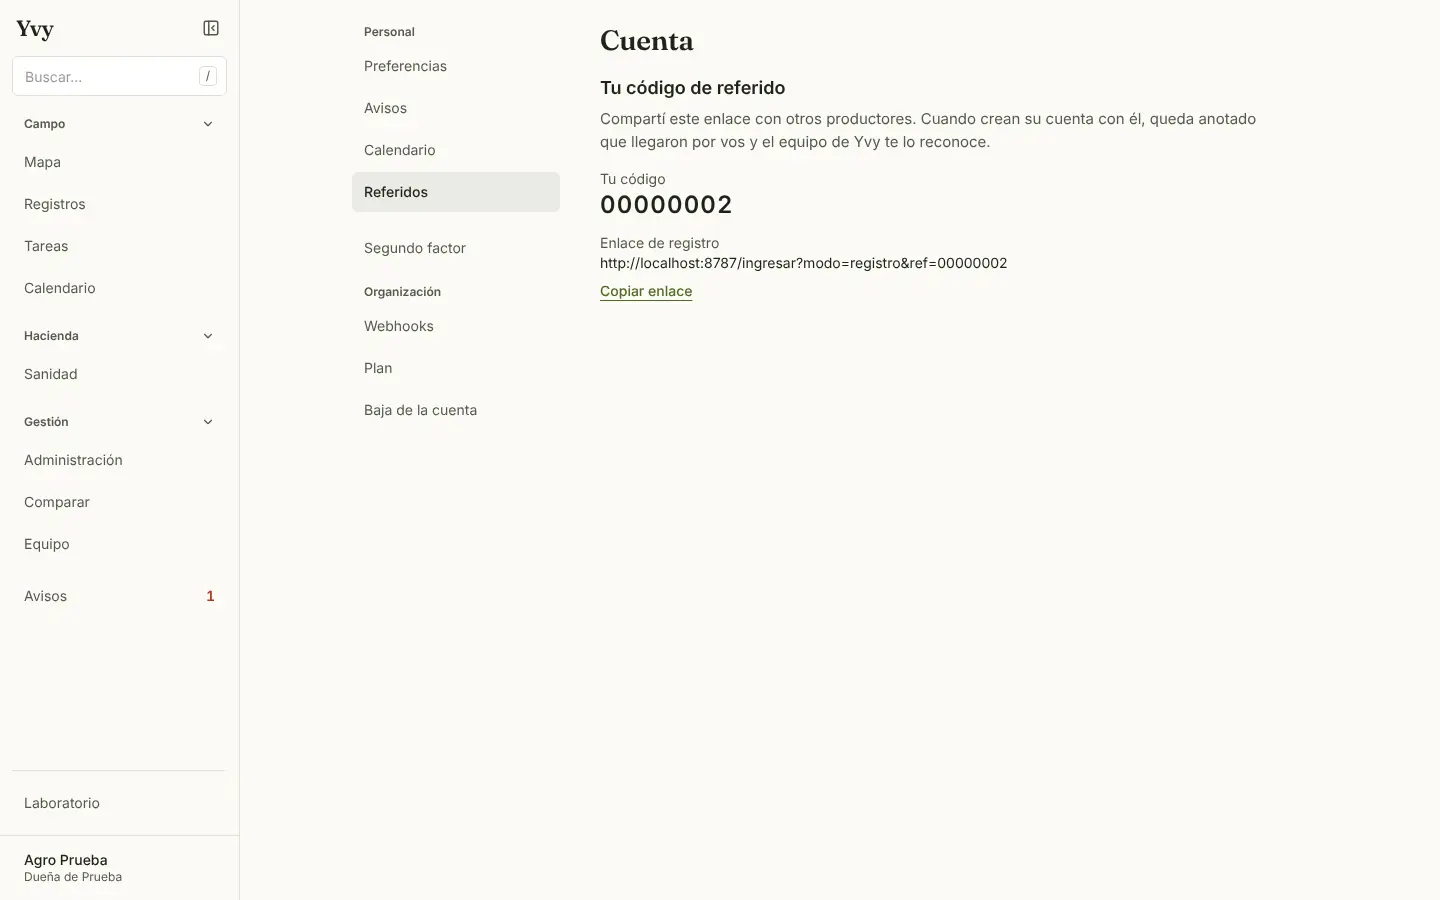 Yvy
Buscar...
/
Campo
Mapa
Registros
Tareas
Calendario
Hacienda
Sanidad
Gestión
Administración
Comparar
Equipo
Avisos 1
Laboratorio
Agro Prueba
Dueña de Prueba
Personal
Preferencias
Avisos
Calendario
Referidos
Segundo factor
Organización
Webhooks
Plan
Baja de la cuenta
Cuenta
Tu código de referido
Compartí este enlace con otros productores. Cuando crean su cuenta con él, queda anotado
que llegaron por vos y el equipo de Yvy te lo reconoce.
Tu código
00000002
Enlace de registro
http://localhost:8787/ingresar?modo=registro&ref=00000002
Copiar enlace